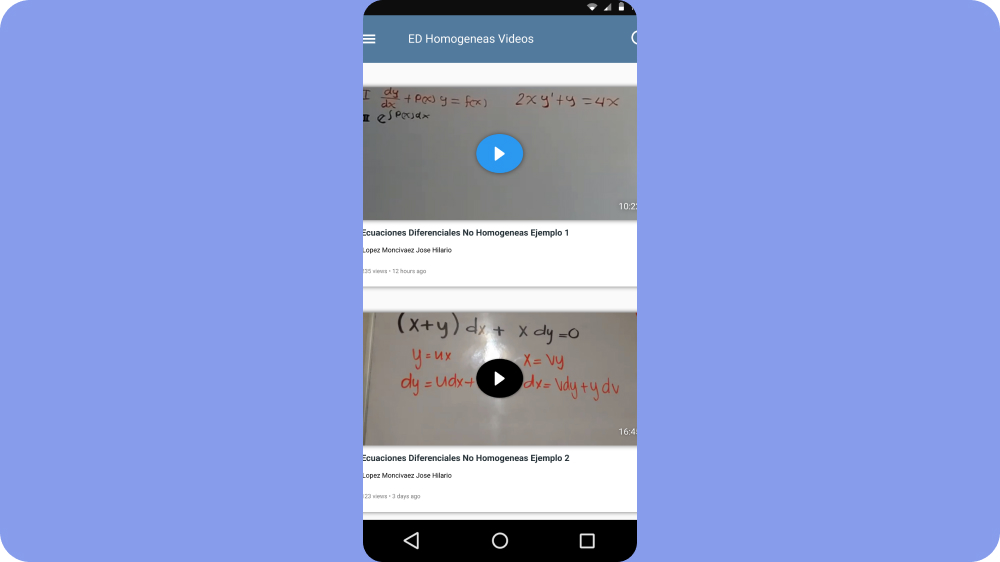 ED Homogeneas Videos
I dy/dx + P(x) y = f(x) 2xy' + y = 4x
II e^∫P(x)dx
10:2
Ecuaciones Diferenciales No Homogeneas Ejemplo 1
Lopez Moncivaez Jose Hilario
35 views • 12 hours ago
(x+y) dx + x dy = 0
y = ux x = vy
dy = udx+ dx = vdy + y dv
16:4
Ecuaciones Diferenciales No Homogeneas Ejemplo 2
Lopez Moncivaez Jose Hilario
23 views • 3 days ago